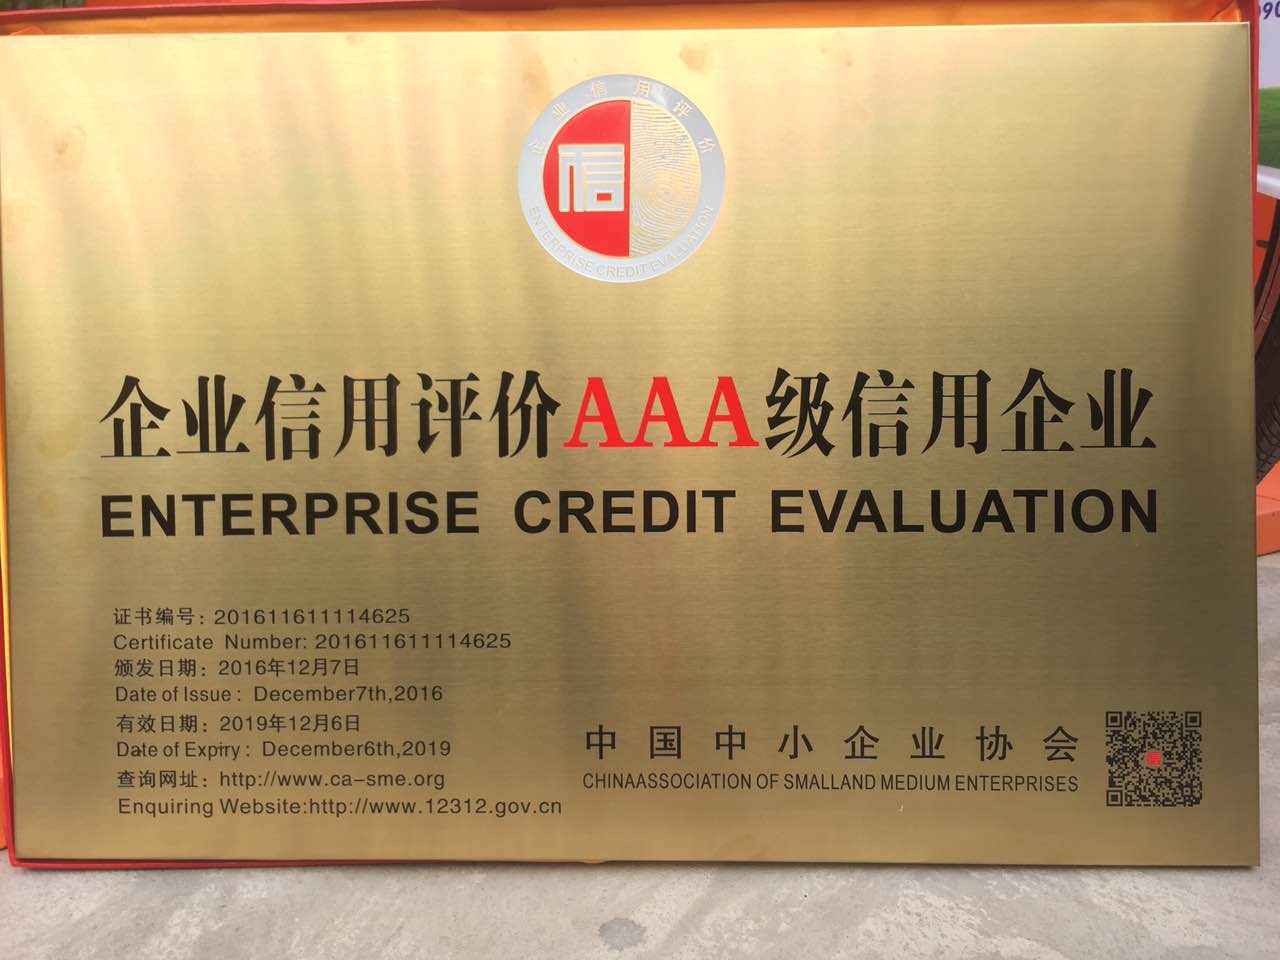 企业信用评价
信
ENTERPRISE CREDIT EVALUATION
企业信用评价AAA级信用企业
ENTERPRISE CREDIT EVALUATION
证书编号: 201611611114625
Certificate Number: 201611611114625
颁发日期: 2016年12月7日
Date of Issue : December7th,2016
有效日期: 2019年12月6日
Date of Expiry : December6th,2019
查询网址: http://www.ca-sme.org
Enquiring Website:http://www.12312.gov.cn
中国中小企业协会
CHINAASSOCIATION OF SMALLAND MEDIUM ENTERPRISES